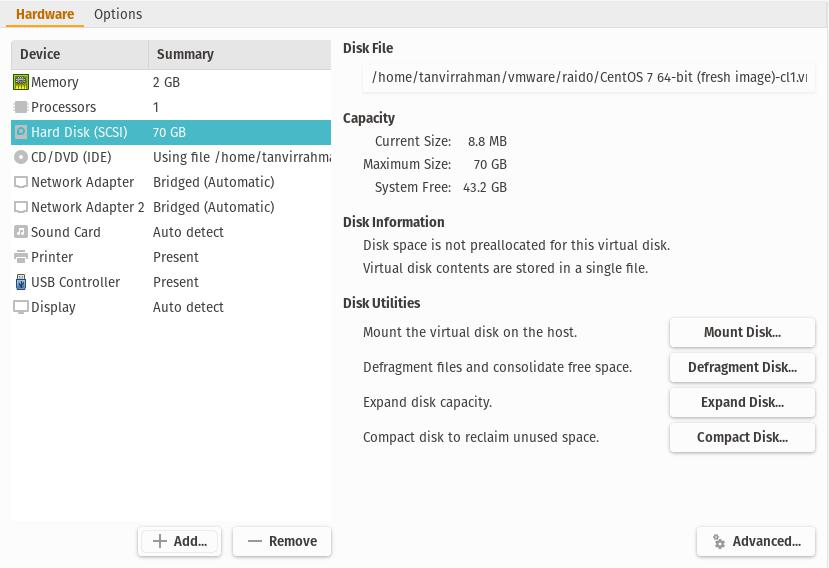 Hardware Options
Device Summary
Memory 2 GB
Processors 1
Hard Disk (SCSI) 70 GB
CD/DVD (IDE) Using file /home/tanvirrahma
Network Adapter Bridged (Automatic)
Network Adapter 2 Bridged (Automatic)
Sound Card Auto detect
Printer Present
USB Controller Present
Display Auto detect
Add... Remove
Disk File
/home/tanvirrahman/vmware/raid0/CentOS 7 64-bit (fresh image)-cl1.v
Capacity
Current Size: 8.8 MB
Maximum Size: 70 GB
System Free: 43.2 GB
Disk Information
Disk space is not preallocated for this virtual disk.
Virtual disk contents are stored in a single file.
Disk Utilities
Mount the virtual disk on the host. Mount Disk...
Defragment files and consolidate free space. Defragment Disk...
Expand disk capacity. Expand Disk...
Compact disk to reclaim unused space. Compact Disk...
Advanced...